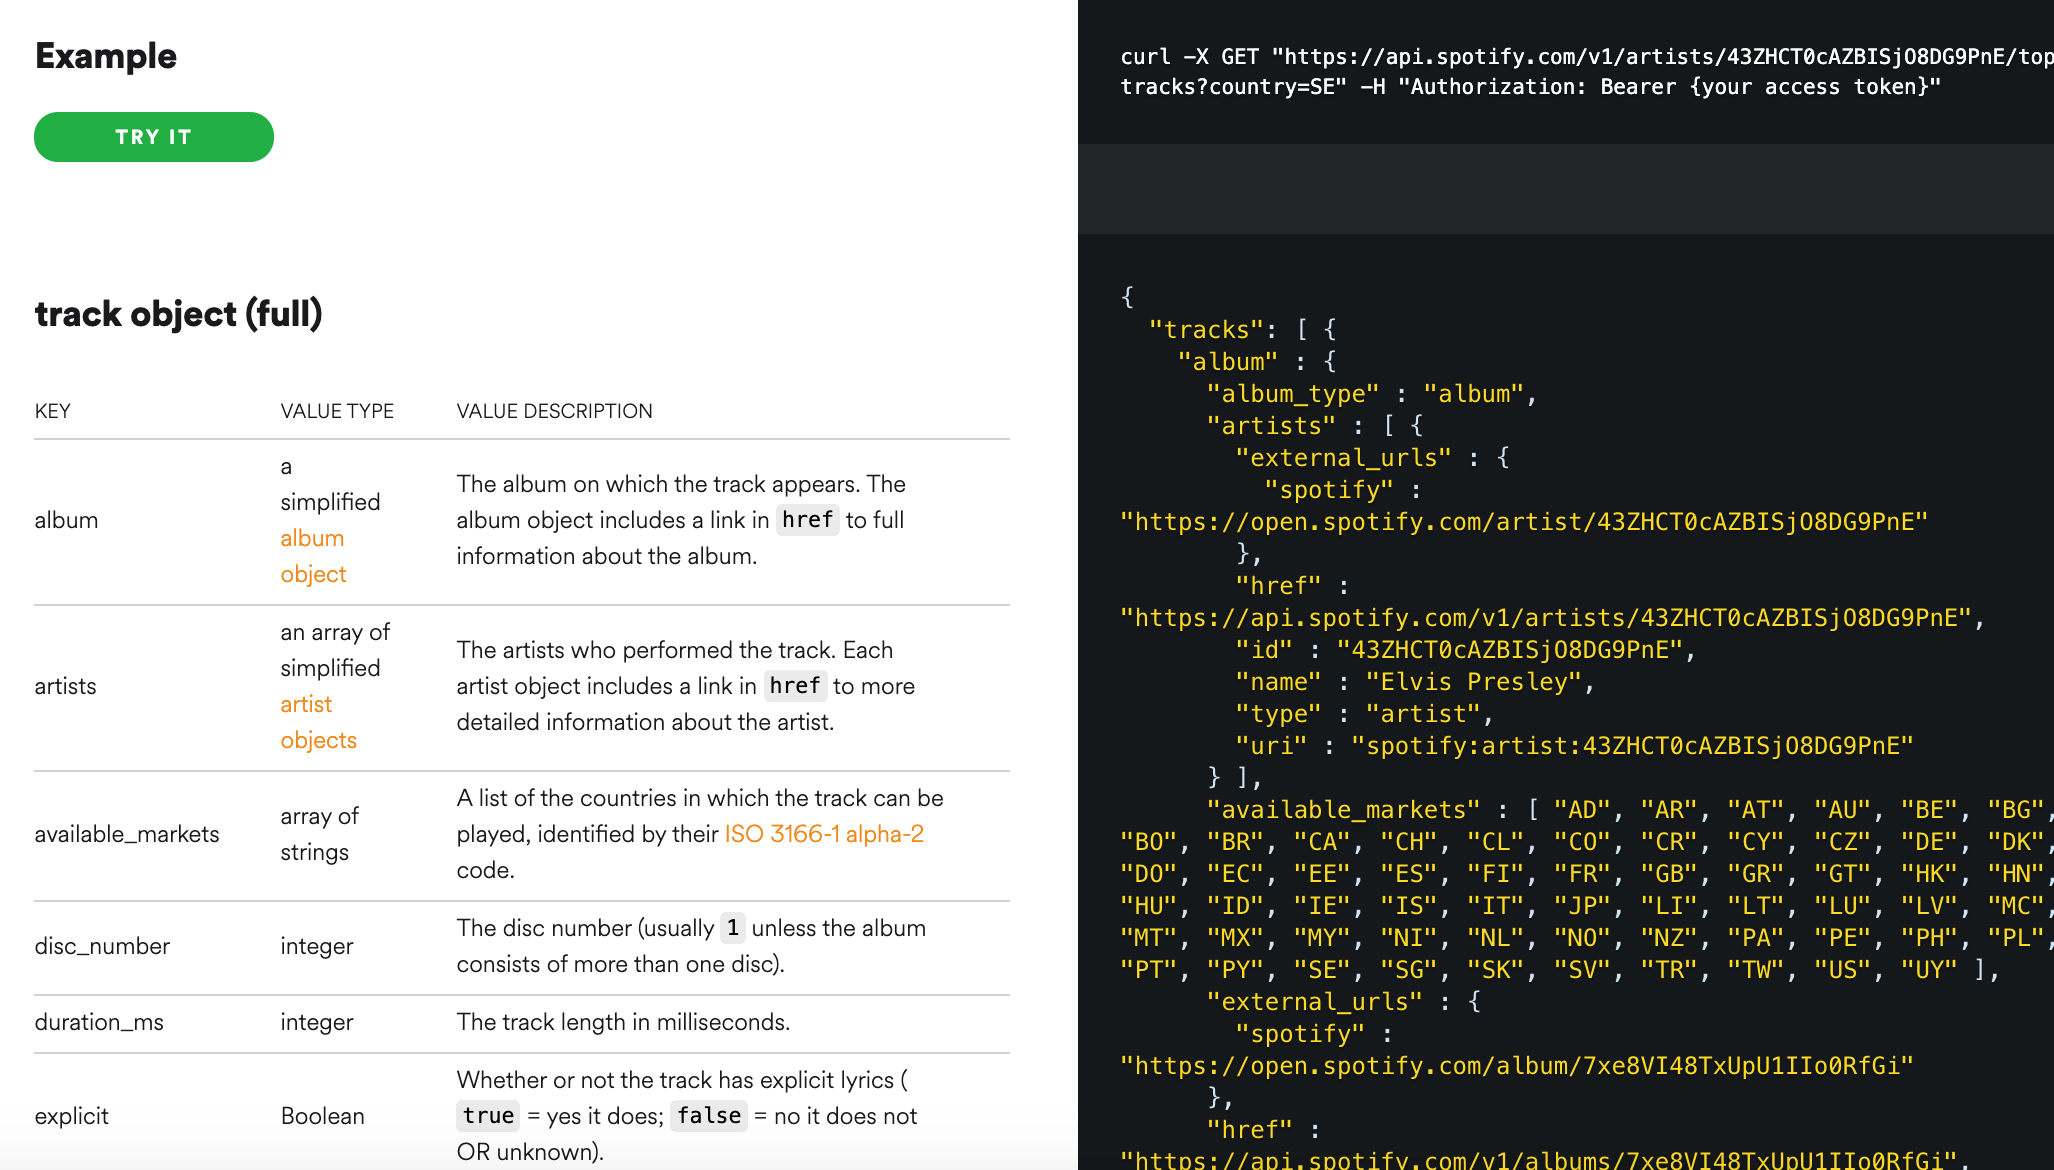 Example
TRY IT
track object (full)
KEY VALUE TYPE VALUE DESCRIPTION
album
a
simplified
album
object
The album on which the track appears. The
album object includes a link in href to full
information about the album.
artists
an array of
simplified
artist
objects
The artists who performed the track. Each
artist object includes a link in href to more
detailed information about the artist.
available_markets
array of
strings
A list of the countries in which the track can be
played, identified by their ISO 3166-1 alpha-2
code.
disc_number
integer
The disc number (usually 1 unless the album
consists of more than one disc).
duration_ms
integer
The track length in milliseconds.
explicit
Boolean
Whether or not the track has explicit lyrics (
true = yes it does; false = no it does not
OR unknown).
curl -X GET "https://api.spotify.com/v1/artists/43ZHCT0cAZBISjO8DG9PnE/top
tracks?country=SE" -H "Authorization: Bearer {your access token}"
{
"tracks": [ {
"album" : {
"album_type" : "album",
"artists" : [ {
"external_urls" : {
"spotify" :
"https://open.spotify.com/artist/43ZHCT0cAZBISjO8DG9PnE"
},
"href" :
"https://api.spotify.com/v1/artists/43ZHCT0cAZBISjO8DG9PnE",
"id" : "43ZHCT0cAZBISjO8DG9PnE",
"name" : "Elvis Presley",
"type" : "artist",
"uri" : "spotify:artist:43ZHCT0cAZBISjO8DG9PnE"
} ],
"available_markets" : [ "AD", "AR", "AT", "AU", "BE", "BG",
"BO", "BR", "CA", "CH", "CL", "CO", "CR", "CY", "CZ", "DE", "DK",
"DO", "EC", "EE", "ES", "FI", "FR", "GB", "GR", "GT", "HK", "HN",
"HU", "ID", "IE", "IS", "IT", "JP", "LI", "LT", "LU", "LV", "MC",
"MT", "MX", "MY", "NI", "NL", "NO", "NZ", "PA", "PE", "PH", "PL",
"PT", "PY", "SE", "SG", "SK", "SV", "TR", "TW", "US", "UY" ],
"external_urls" : {
"spotify" :
"https://open.spotify.com/album/7xe8VI48TxUpU1IIo0RfGi"
},
"href" :
"https://api.spotify.com/v1/albums/7xe8VI48TxUpU1IIo0RfGi",